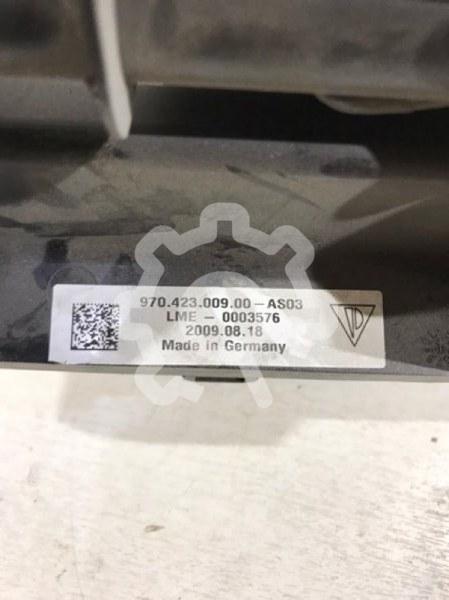 970.423.009.00-AS03
LME - 0003576
2009.08.18
Made in Germany